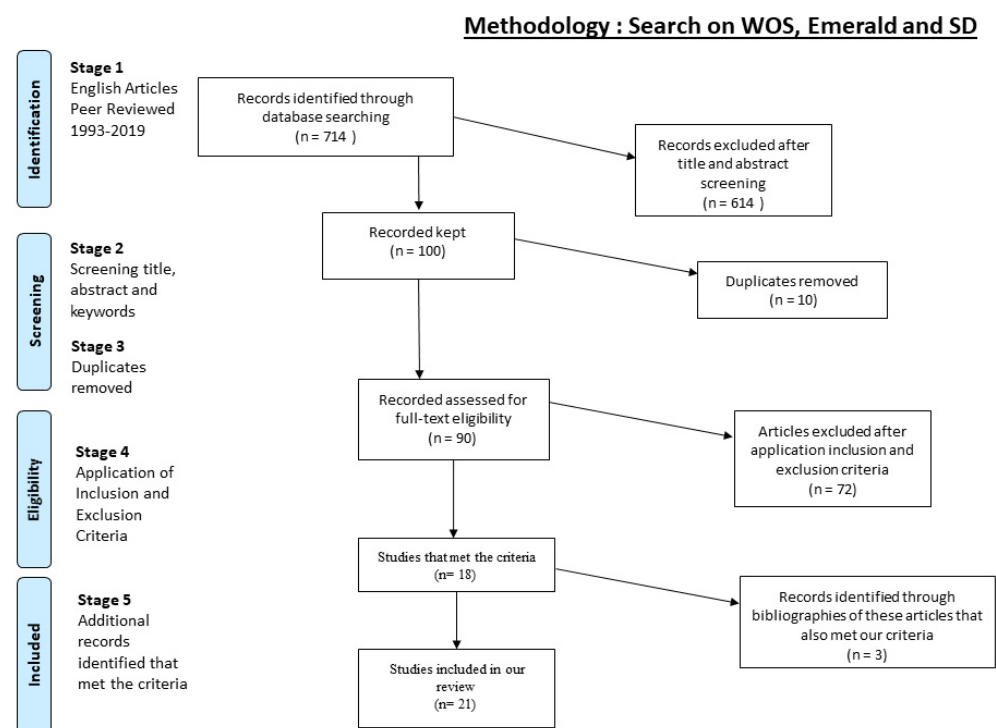 Methodology : Search on WOS, Emerald and SD
Identification
Stage 1
English Articles
Peer Reviewed
1993-2019
Records identified through
database searching
(n = 714 )
Records excluded after
title and abstract
screening
(n = 614 )
Screening
Stage 2
Screening title,
abstract and
keywords
Recorded kept
(n = 100)
Duplicates removed
(n = 10)
Stage 3
Duplicates
removed
Recorded assessed for
full-text eligibility
(n = 90)
Eligibility
Stage 4
Application of
Inclusion and
Exclusion
Criteria
Articles excluded after
application inclusion and
exclusion criteria
(n = 72)
Studies that met the criteria
(n= 18)
Included
Stage 5
Additional
records
identified that
met the criteria
Records identified through
bibliographies of these articles that
also met our criteria
(n = 3)
Studies included in our
review
(n= 21)